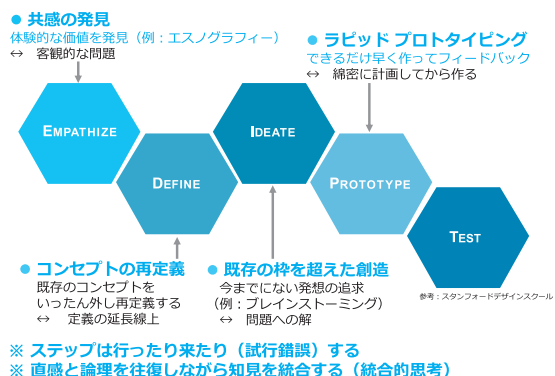 ● 共感の発見
体験的な価値を発見（例：エスノグラフィー）
⇔ 客観的な問題
● ラピッド プロトタイピング
できるだけ早く作ってフィードバック
⇔ 綿密に計画してから作る
EMPATHIZE
DEFINE
IDEATE
PROTOTYPE
TEST
● コンセプトの再定義
既存のコンセプトを
いったん外し再定義する
⇔ 定義の延長線上
● 既存の枠を超えた創造
今までにない発想の追求
（例：ブレインストーミング）
⇔ 問題への解
参考：スタンフォードデザインスクール
※ ステップは行ったり来たり（試行錯誤）する
※ 直感と論理を往復しながら知見を統合する（統合的思考）